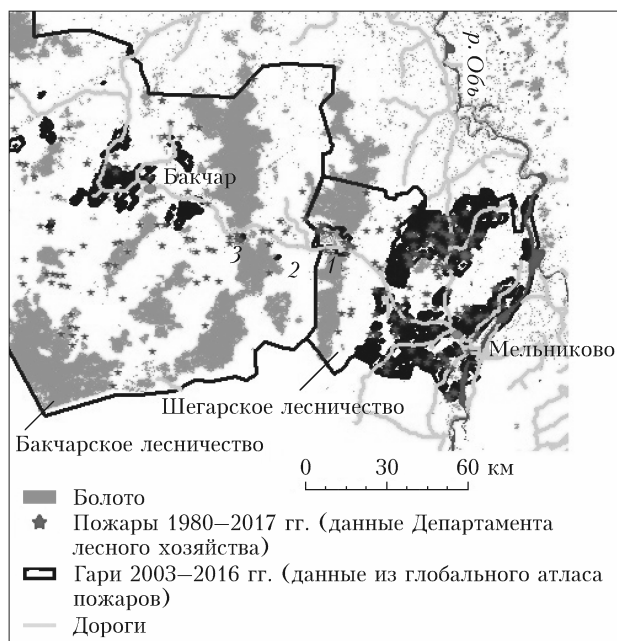 р. Обь
Бакчар
3
2
1
Мельниково
Шегарское лесничество
Бакчарское лесничество
0 30 60 км
Болото
Пожары 1980—2017 гг. (данные Департамента
лесного хозяйства)
Гари 2003—2016 гг. (данные из глобального атласа
пожаров)
Дороги